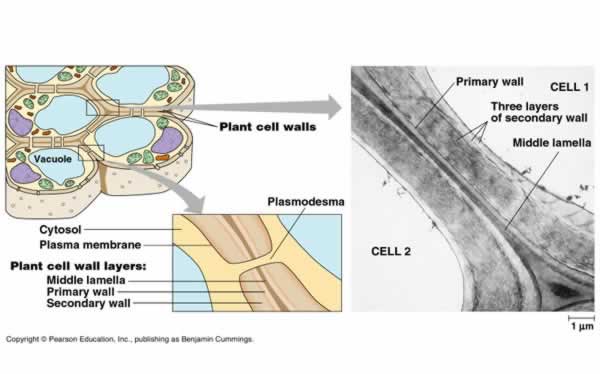 Primary wall
CELL 1
Three layers
of secondary wall
Plant cell walls
Middle lamella
Vacuole
Plasmodesma
Cytosol
Plasma membrane
CELL 2
Plant cell wall layers:
Middle lamella
Primary wall
Secondary wall
1 µm
Copyright © Pearson Education, Inc., publishing as Benjamin Cummings.